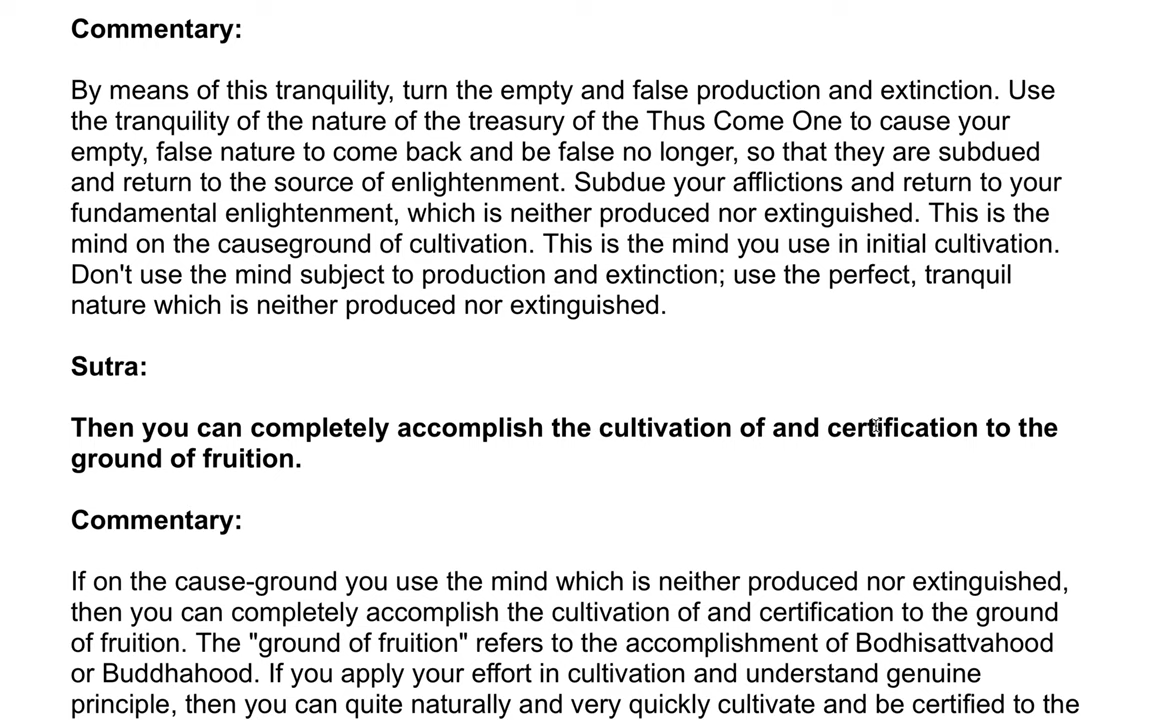 Commentary:
By means of this tranquility, turn the empty and false production and extinction. Use
the tranquility of the nature of the treasury of the Thus Come One to cause your
empty, false nature to come back and be false no longer, so that they are subdued
and return to the source of enlightenment. Subdue your afflictions and return to your
fundamental enlightenment, which is neither produced nor extinguished. This is the
mind on the causeground of cultivation. This is the mind you use in initial cultivation.
Don't use the mind subject to production and extinction; use the perfect, tranquil
nature which is neither produced nor extinguished.
Sutra:
Then you can completely accomplish the cultivation of and certification to the
ground of fruition.
Commentary:
If on the cause-ground you use the mind which is neither produced nor extinguished,
then you can completely accomplish the cultivation of and certification to the ground
of fruition. The "ground of fruition" refers to the accomplishment of Bodhisattvahood
or Buddhahood. If you apply your effort in cultivation and understand genuine
principle, then you can quite naturally and very quickly cultivate and be certified to the